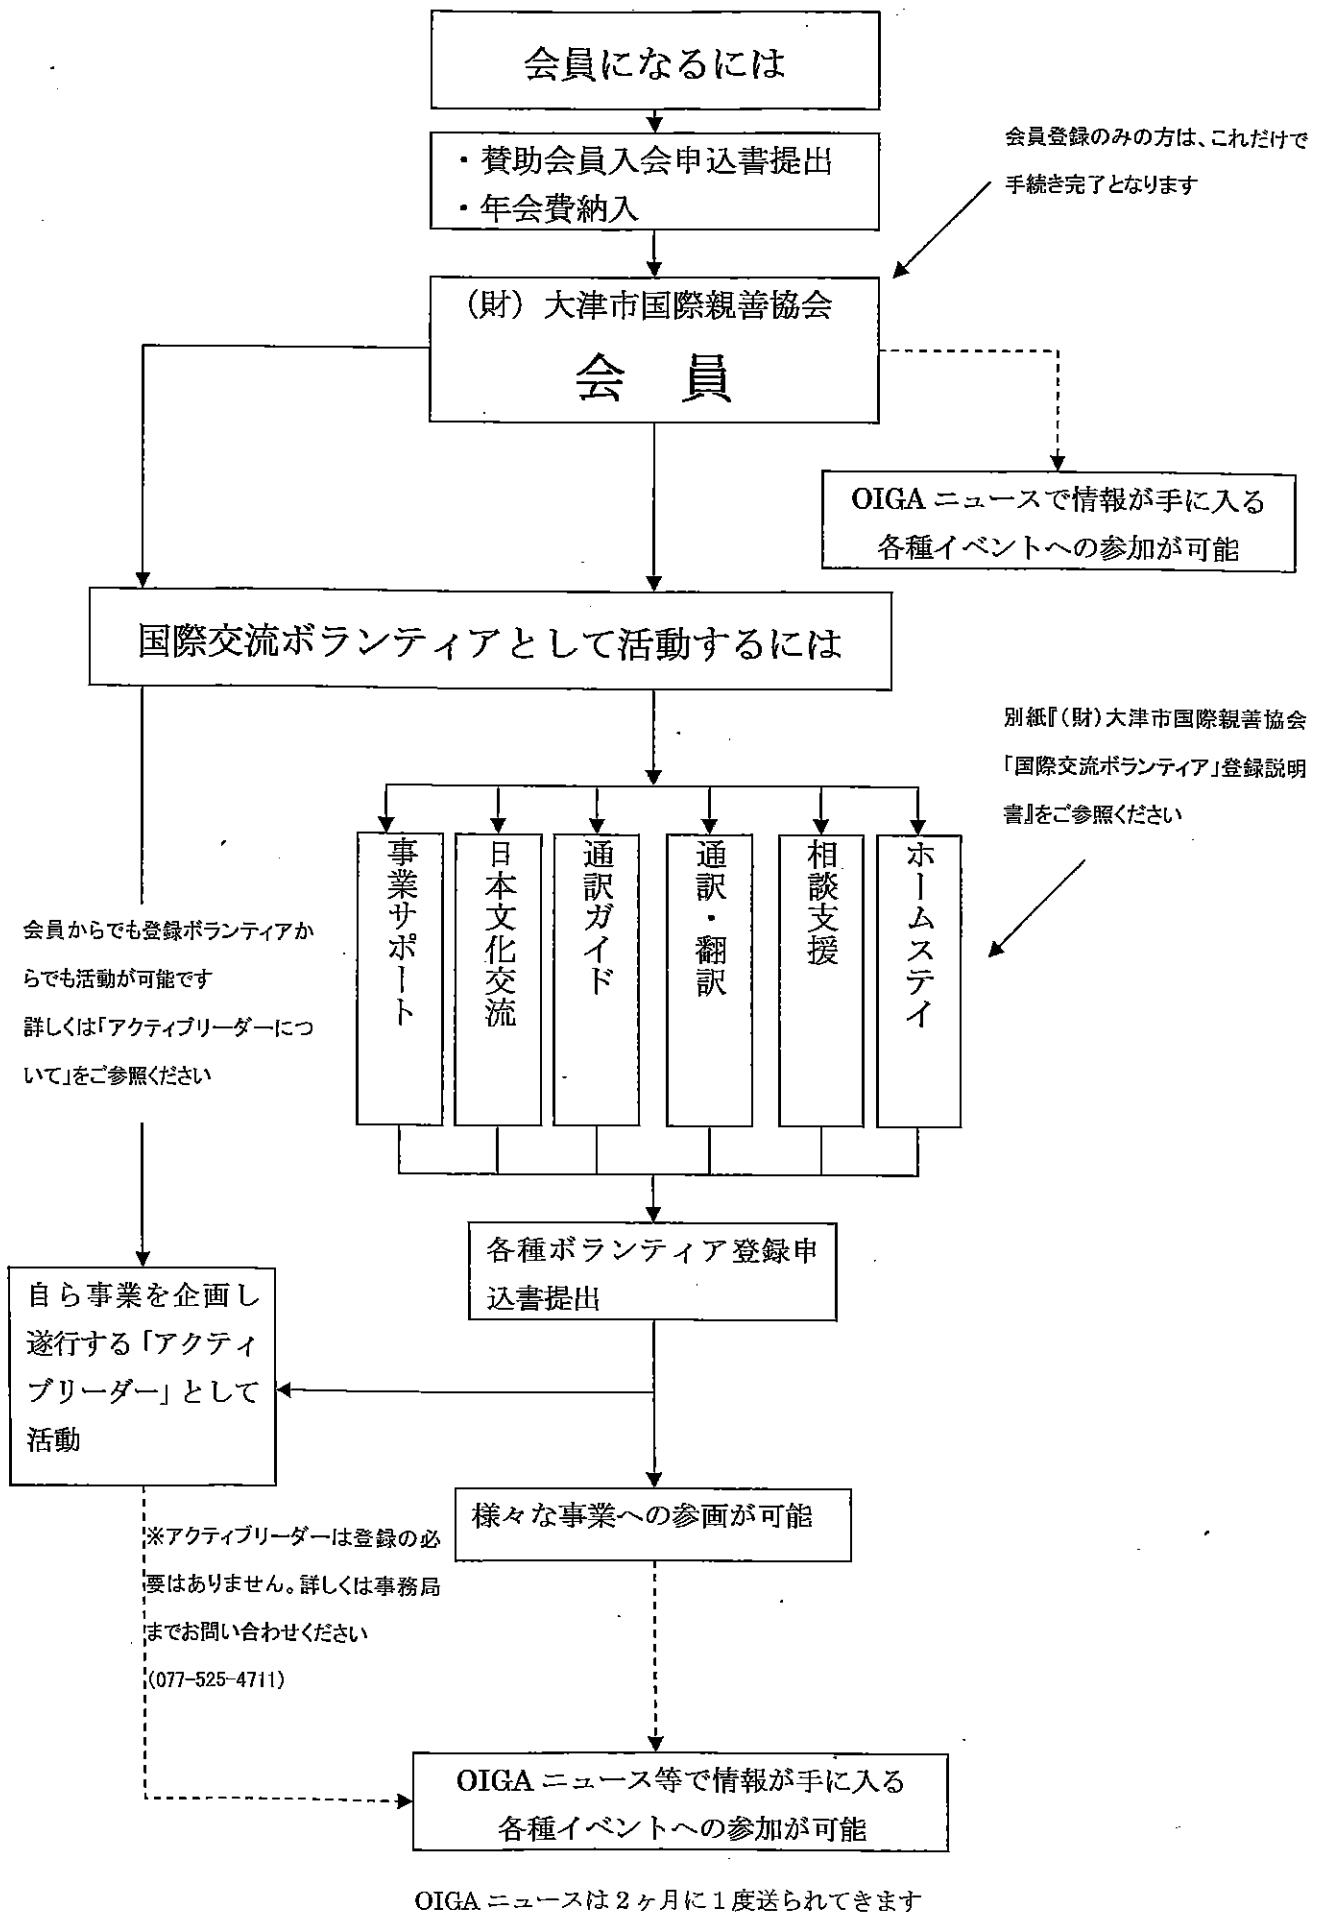 会員になるには
・賛助会員入会申込書提出
・年会費納入
会員登録のみの方は、これだけで
手続き完了となります
（財）大津市国際親善協会
会　員
OIGA ニュースで情報が手に入る
各種イベントへの参加が可能
国際交流ボランティアとして活動するには
別紙『（財）大津市国際親善協会
「国際交流ボランティア」登録説明
書』をご参照ください
事業サポート
日本文化交流
通訳ガイド
通訳・翻訳
相談支援
ホームステイ
会員からでも登録ボランティアか
らでも活動が可能です
詳しくは「アクティブリーダーにつ
いて」をご参照ください
各種ボランティア登録申
込書提出
自ら事業を企画し
遂行する「アクティ
ブリーダー」として
活動
様々な事業への参画が可能
※アクティブリーダーは登録の必
要はありません。詳しくは事務局
までお問い合わせください
(077-525-4711)
OIGA ニュース等で情報が手に入る
各種イベントへの参加が可能
OIGA ニュースは２ヶ月に１度送られてきます